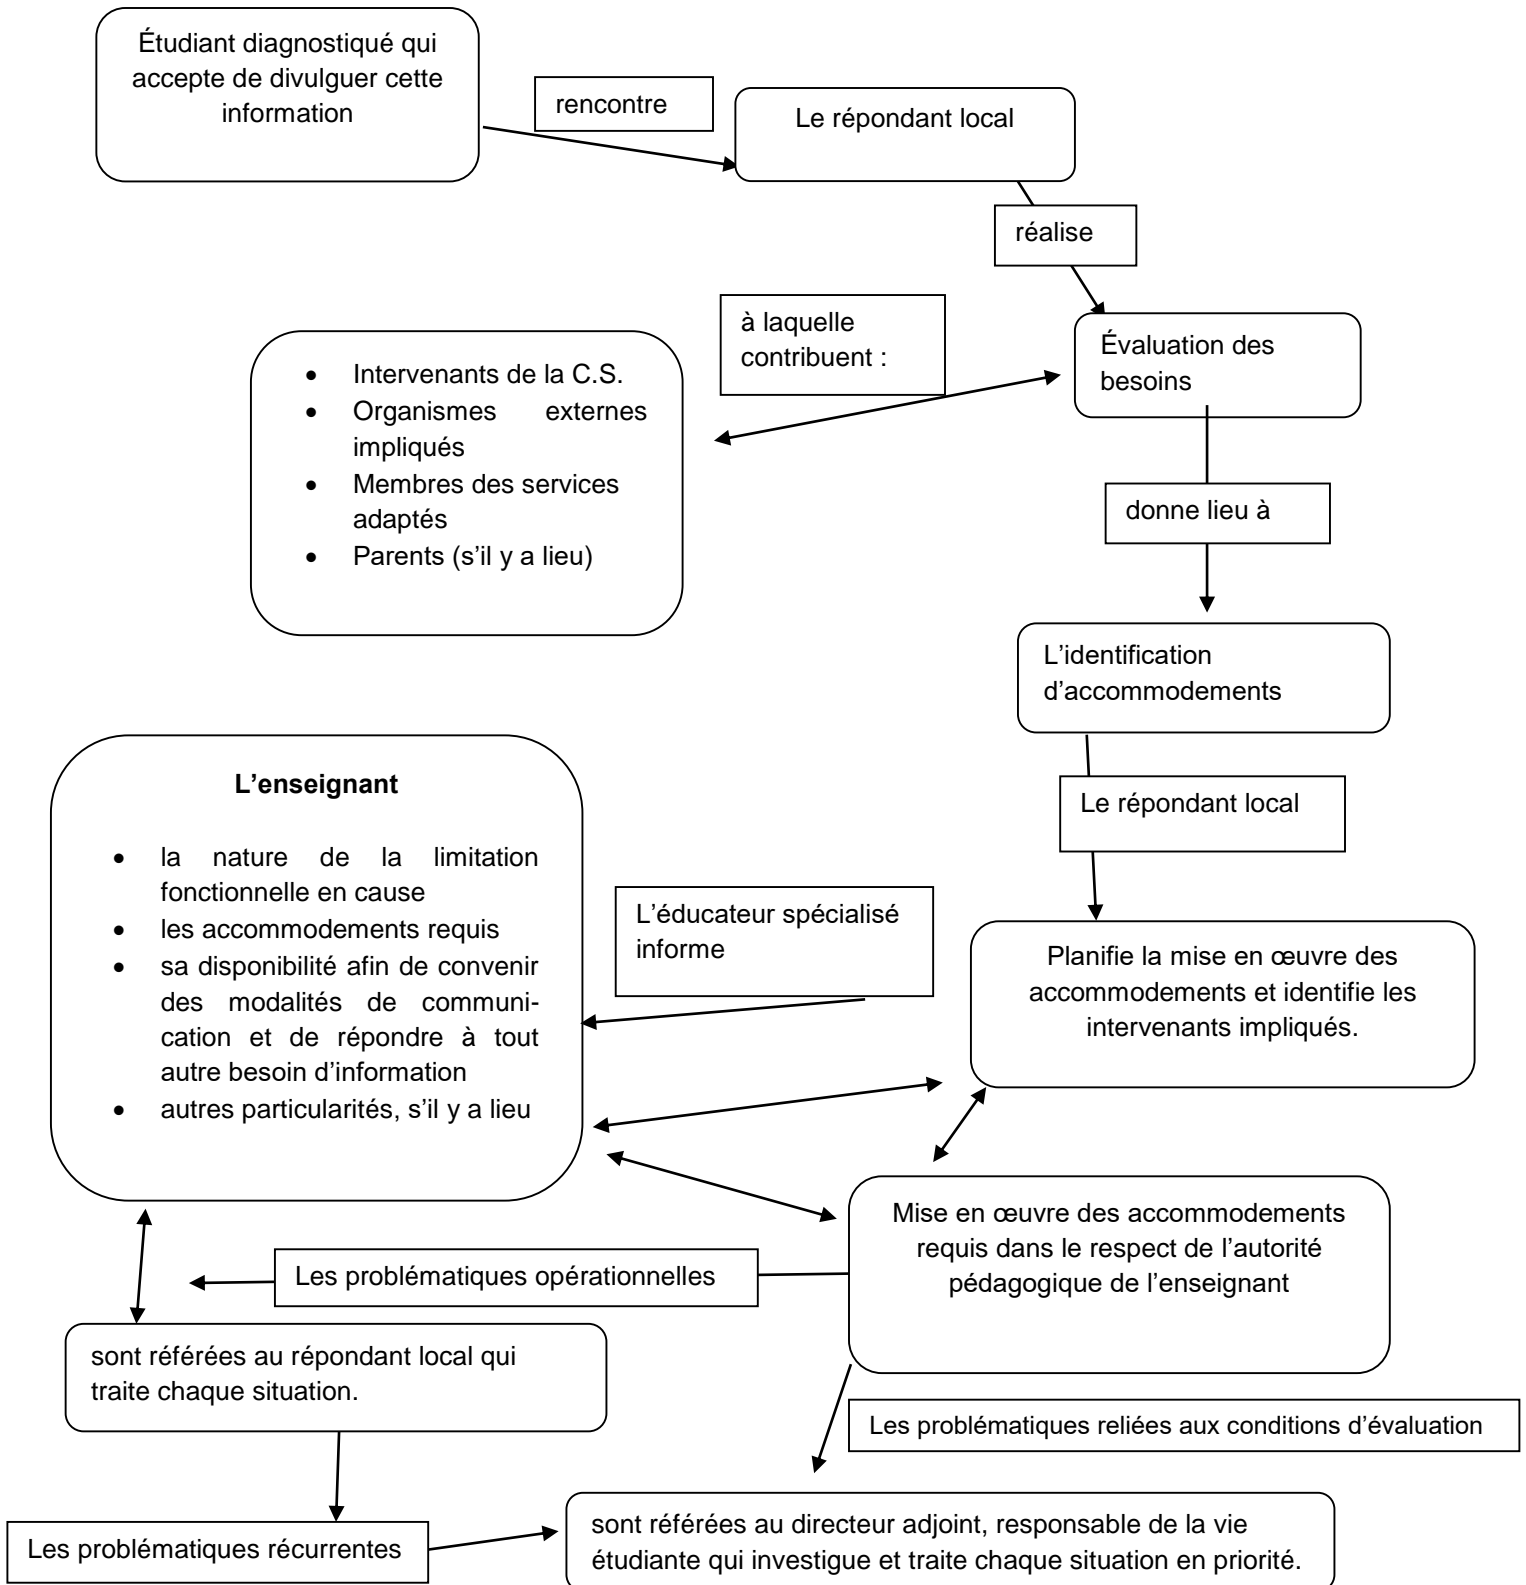 Étudiant diagnostiqué qui
accepte de divulguer cette
information
rencontre
Le répondant local
réalise
à laquelle
contribuent :
Évaluation des
besoins
• Intervenants de la C.S.
• Organismes externes
impliqués
• Membres des services
adaptés
• Parents (s’il y a lieu)
donne lieu à
L’identification
d’accommodements
Le répondant local
L’enseignant
• la nature de la limitation
fonctionnelle en cause
• les accommodements requis
• sa disponibilité afin de convenir
des modalités de communi-
cation et de répondre à tout
autre besoin d’information
• autres particularités, s’il y a lieu
L’éducateur spécialisé
informe
Planifie la mise en œuvre des
accommodements et identifie les
intervenants impliqués.
Mise en œuvre des accommodements
requis dans le respect de l’autorité
pédagogique de l’enseignant
Les problématiques opérationnelles
sont référées au répondant local qui
traite chaque situation.
Les problématiques reliées aux conditions d’évaluation
Les problématiques récurrentes
sont référées au directeur adjoint, responsable de la vie
étudiante qui investigue et traite chaque situation en priorité.